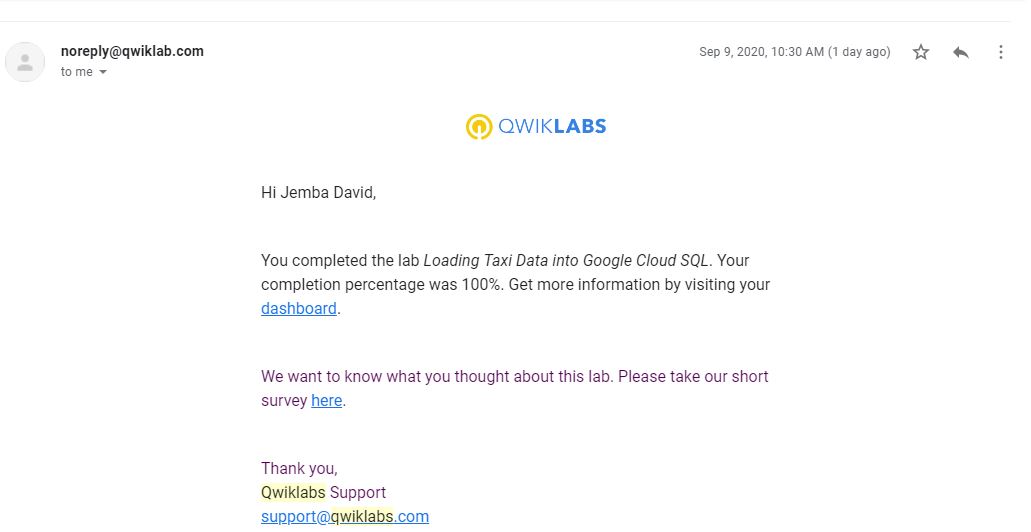 noreply@qwiklab.com
Sep 9, 2020, 10:30 AM (1 day ago)
to me
QWIKLABS
Hi Jemba David,
You completed the lab Loading Taxi Data into Google Cloud SQL. Your
completion percentage was 100%. Get more information by visiting your
dashboard.
We want to know what you thought about this lab. Please take our short
survey here.
Thank you,
Qwiklabs Support
support@qwiklabs.com